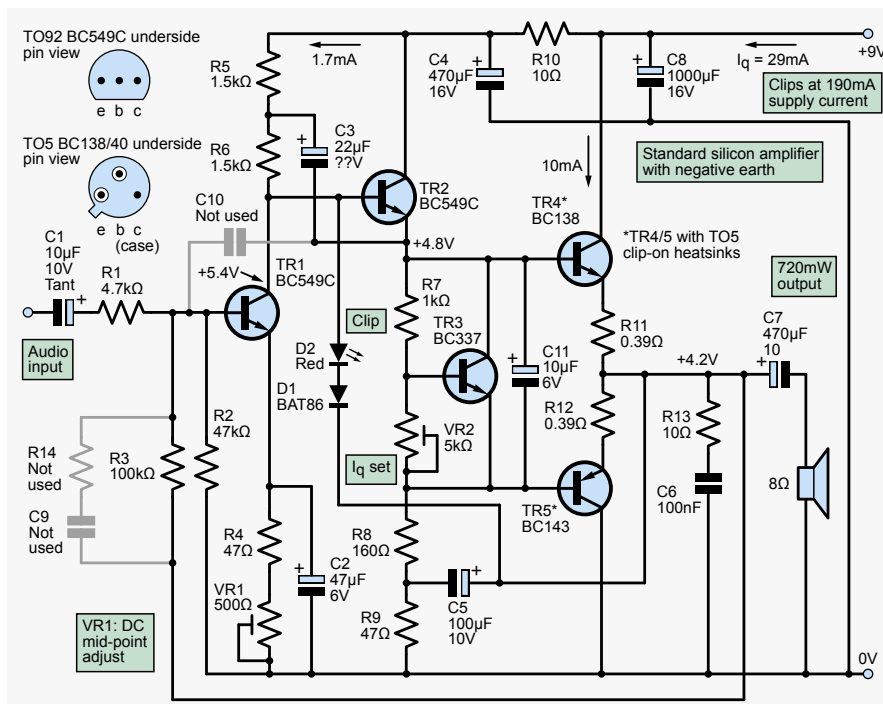 TO92 BC549C underside
pin view
e b c
TO5 BC138/40 underside
pin view
e b c
(case)
R5
1.5kΩ
R6
1.5kΩ
1.7mA
C3
22µF
??V
+
C4
470µF
16V
+
R10
10Ω
C8
1000µF
16V
+
Iq = 29mA
+9V
Clips at 190mA
supply current
Standard silicon amplifier
with negative earth
10mA
C10
Not used
TR2
BC549C
+4.8V
TR4*
BC138
*TR4/5 with TO5
clip-on heatsinks
C1
10µF
10V
Tant
+
R1
4.7kΩ
+5.4V
TR1
BC549C
Audio
input
Clip
D2
Red
D1
BAT86
R7
1kΩ
TR3
BC337
C11
10µF
6V
+
R11
0.39Ω
720mW
output
C7
470µF
10
+
+4.2V
R12
0.39Ω
R13
10Ω
VR2
5kΩ
Iq set
R14
Not
used
R3
100kΩ
R2
47kΩ
C9
Not
used
TR5*
BC143
C6
100nF
8Ω
R4
47Ω
R8
160Ω
VR1
500Ω
C2
47µF
6V
+
C5
100µF
10V
+
R9
47Ω
VR1: DC
mid-point
adjust
0V